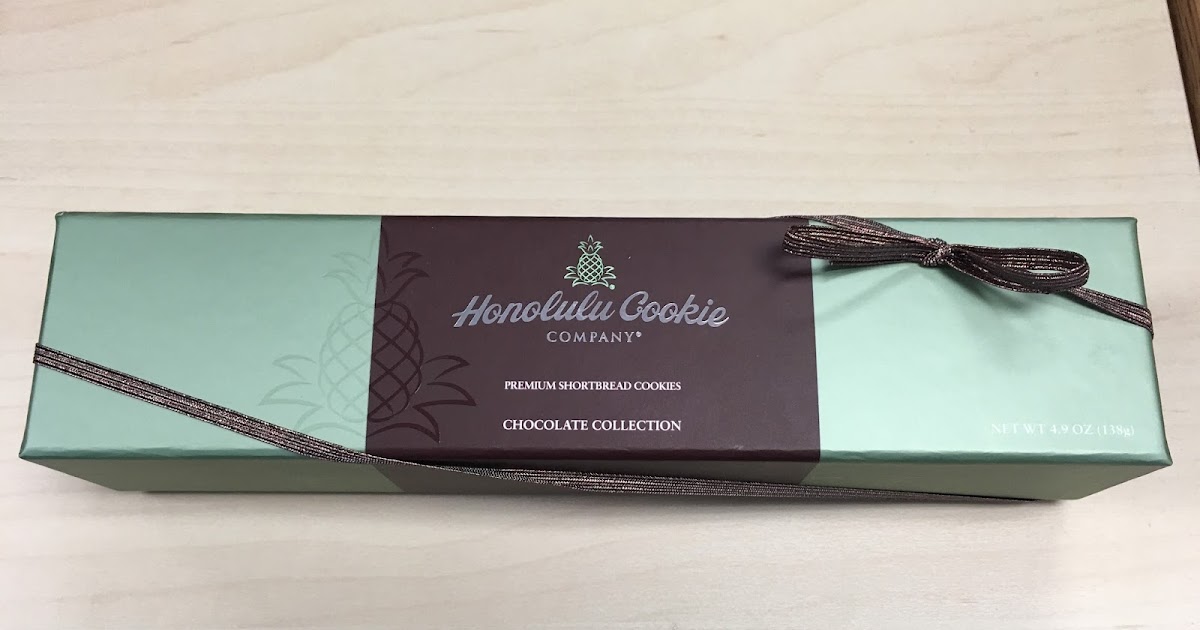 Honolulu Cookie
COMPANY®
PREMIUM SHORTBREAD COOKIES
CHOCOLATE COLLECTION
NET WT 4.9 OZ (138g)